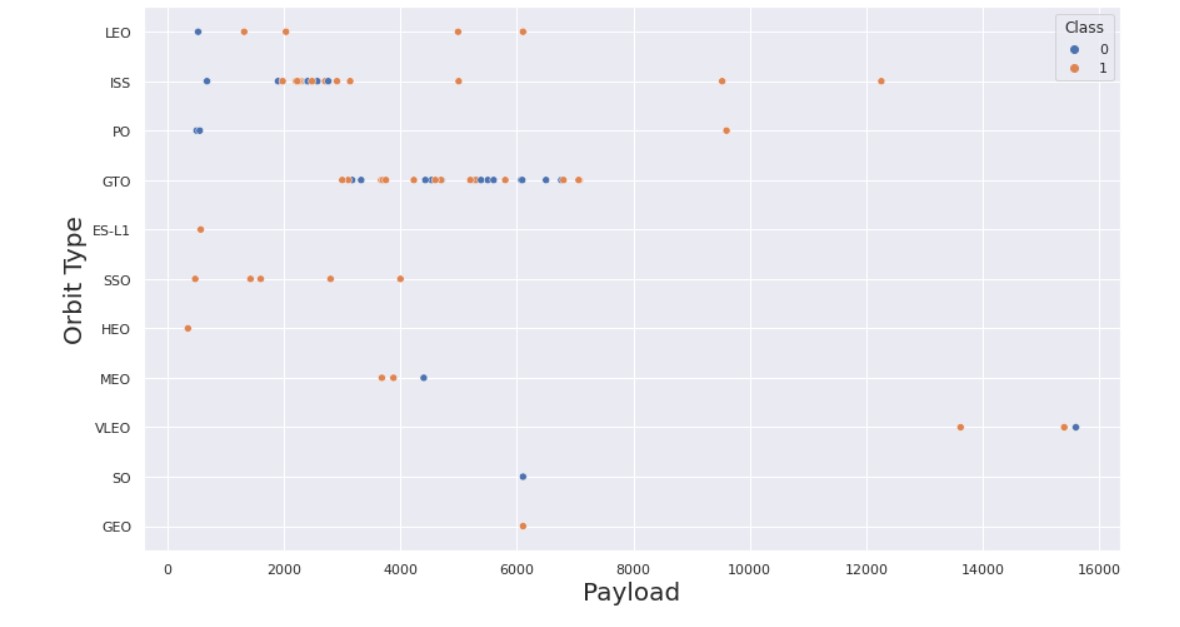 LEO
ISS
PO
GTO
ES-L1
SSO
HEO
MEO
VLEO
SO
GEO
Orbit Type
Class
0
1
0 2000 4000 6000 8000 10000 12000 14000 16000
Payload